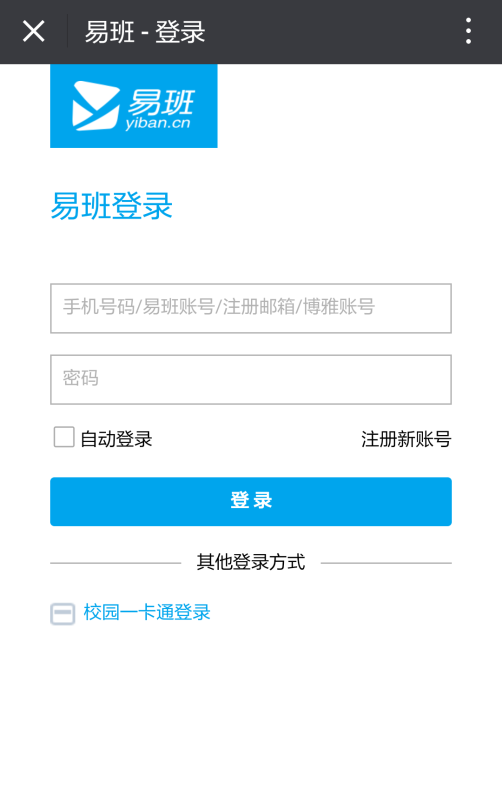 易班 - 登录
易班
yiban.cn
易班登录
手机号码/易班账号/注册邮箱/博雅账号
密码
自动登录 注册新账号
登录
其他登录方式
校园一卡通登录